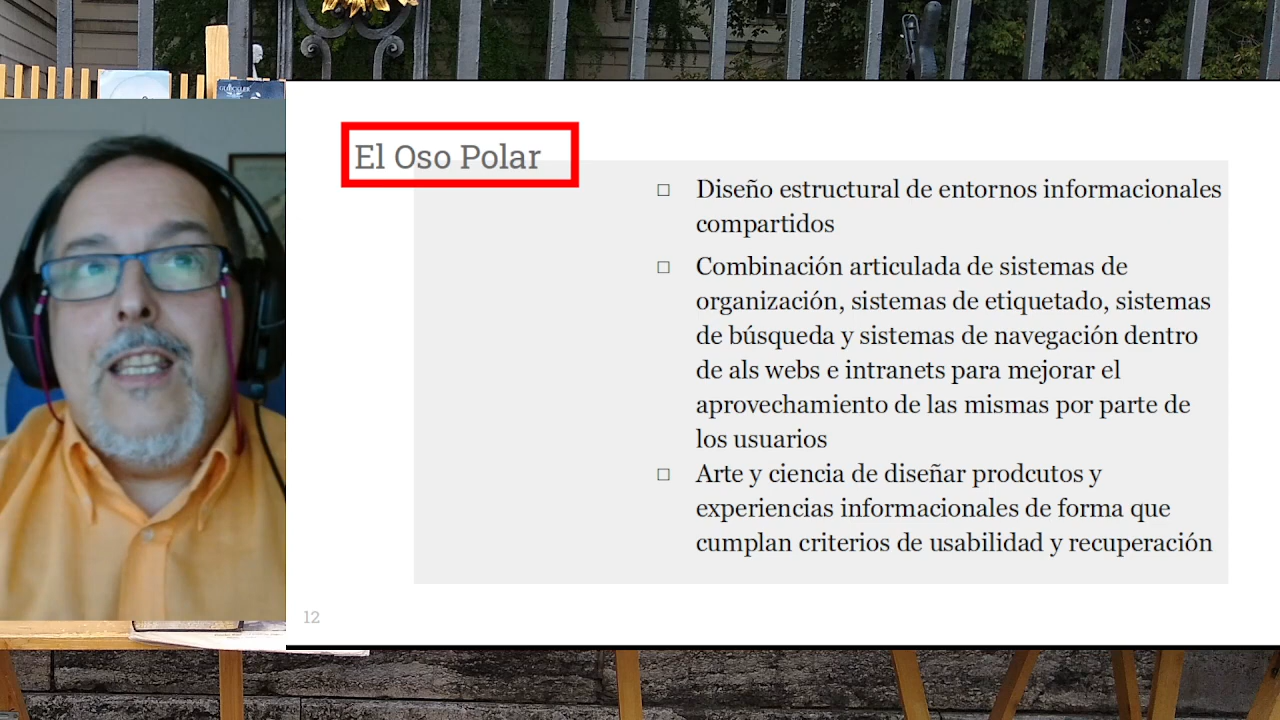 El Oso Polar
Diseño estructural de entornos informacionales
compartidos
Combinación articulada de sistemas de
organización, sistemas de etiquetado, sistemas
de búsqueda y sistemas de navegación dentro
de als webs e intranets para mejorar el
aprovechamiento de las mismas por parte de
los usuarios
Arte y ciencia de diseñar prodcutos y
experiencias informacionales de forma que
cumplan criterios de usabilidad y recuperación
12